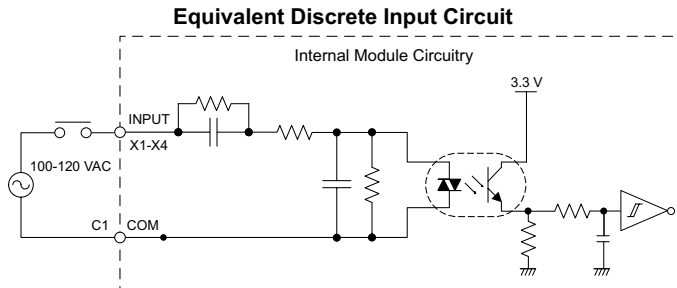 Equivalent Discrete Input Circuit
Internal Module Circuitry
3.3 V
INPUT
X1-X4
100-120 VAC
C1
COM